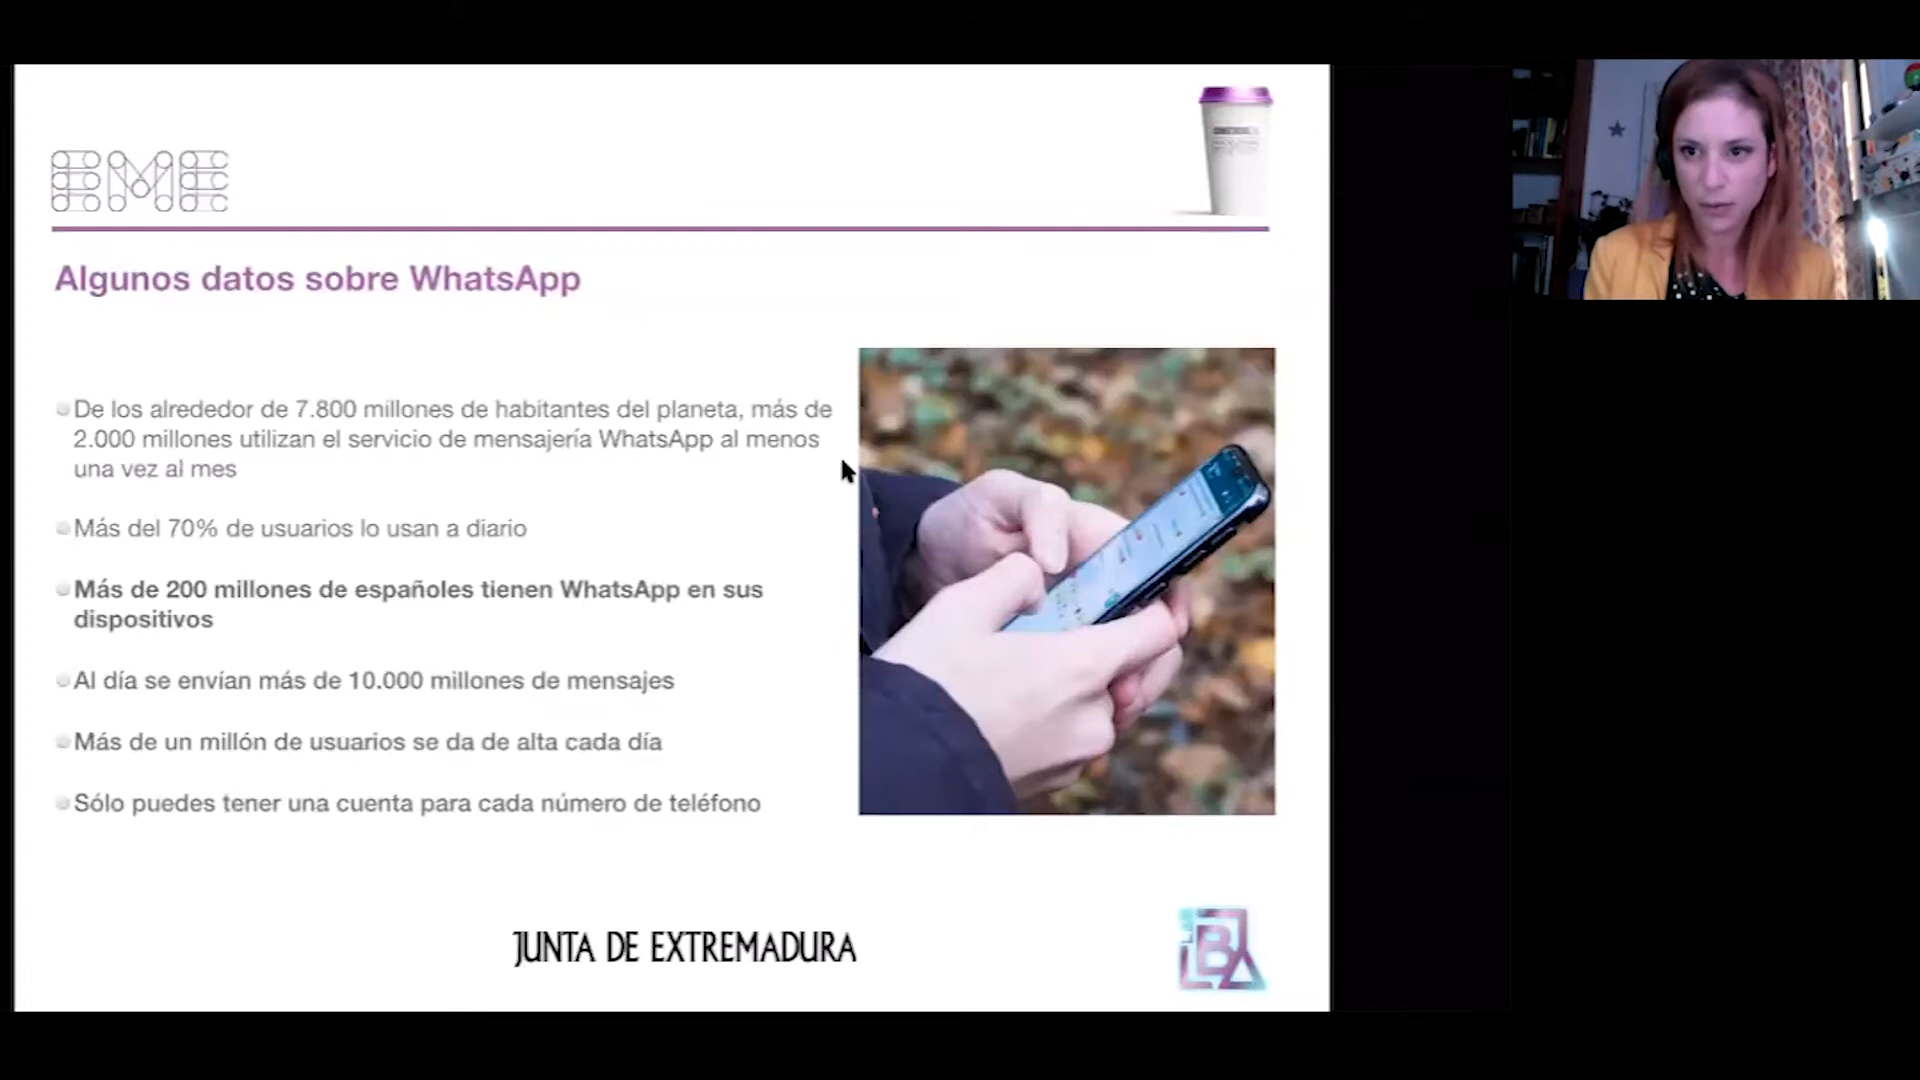 EME
Algunos datos sobre WhatsApp
De los alrededor de 7.800 millones de habitantes del planeta, más de
2.000 millones utilizan el servicio de mensajería WhatsApp al menos
una vez al mes
Más del 70% de usuarios lo usan a diario
Más de 200 millones de españoles tienen WhatsApp en sus
dispositivos
Al día se envían más de 10.000 millones de mensajes
Más de un millón de usuarios se da de alta cada día
Sólo puedes tener una cuenta para cada número de teléfono
JUNTA DE EXTREMADURA